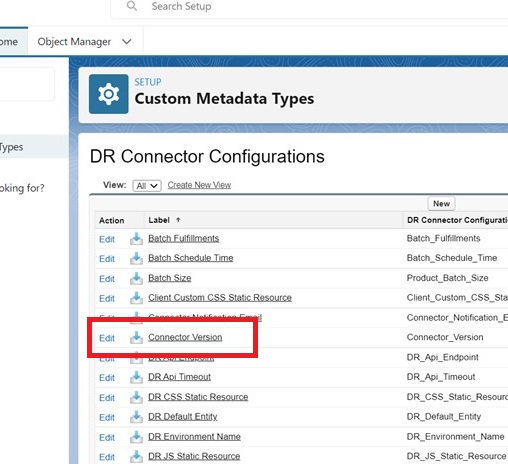 Search Setup
ome Object Manager
SETUP
Custom Metadata Types
Types
oking for?
DR Connector Configurations
View: All Create New View
New
Action Label ↑ DR Connector Configurati
Edit Batch Fulfillments Batch_Fulfillments
Edit Batch Schedule Time Batch_Schedule_Time
Edit Batch Size Product_Batch_Size
Edit Client Custom CSS Static Resource Client_Custom_CSS_Static_R
Edit Connector Notification Email Connector_Notification_E
Edit Connector Version Connector_Version
Edit DR Api Endpoint DR_Api_Endpoint
Edit DR Api Timeout DR_Api_Timeout
Edit DR CSS Static Resource DR_CSS_Static_Resource
Edit DR Default Entity DR_Default_Entity
Edit DR Environment Name DR_Environment_Name
Edit DR JS Static Resource DR_JS_Static_Resource